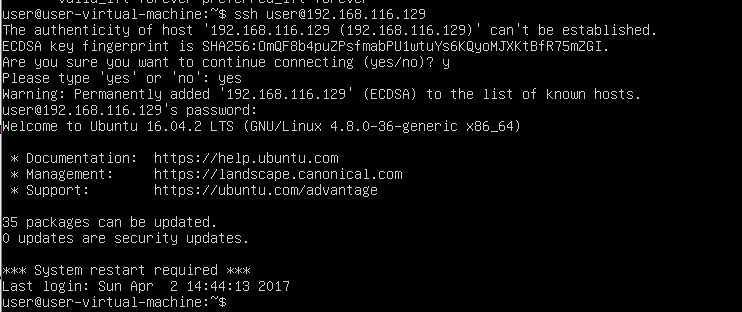 user@user-virtual-machine:~$ ssh user@192.168.116.129
The authenticity of host '192.168.116.129 (192.168.116.129)' can't be established.
ECDSA key fingerprint is SHA256:OmQF8b4puZPsfmabPU1wtuYs6KQyoMJXKtBfR75mZGI.
Are you sure you want to continue connecting (yes/no)? y
Please type 'yes' or 'no': yes
Warning: Permanently added '192.168.116.129' (ECDSA) to the list of known hosts.
user@192.168.116.129's password:
Welcome to Ubuntu 16.04.2 LTS (GNU/Linux 4.8.0-36-generic x86_64)
* Documentation:  https://help.ubuntu.com
* Management:     https://landscape.canonical.com
* Support:        https://ubuntu.com/advantage
35 packages can be updated.
0 updates are security updates.
*** System restart required ***
Last login: Sun Apr  2 14:44:13 2017
user@user-virtual-machine:~$